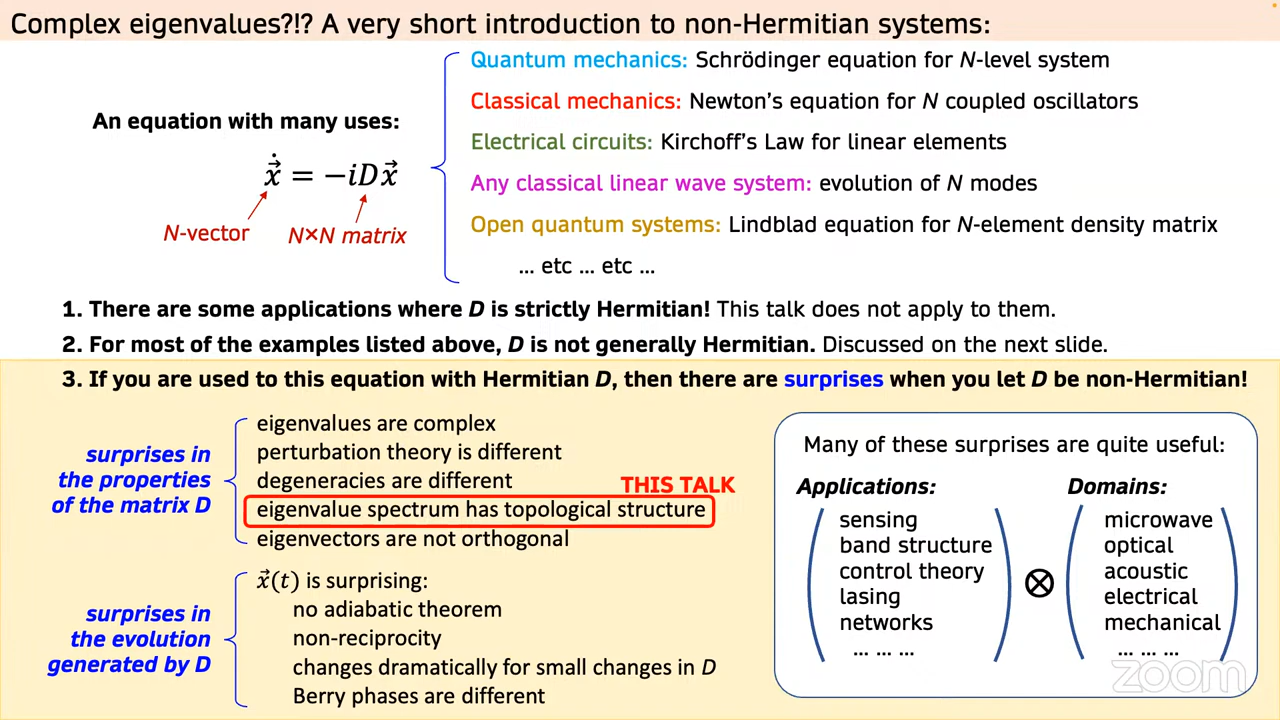 Complex eigenvalues?!? A very short introduction to non-Hermitian systems:
An equation with many uses:
ẋ⃗ = −iDx⃗
N-vector
N×N matrix
Quantum mechanics: Schrödinger equation for N-level system
Classical mechanics: Newton's equation for N coupled oscillators
Electrical circuits: Kirchoff's Law for linear elements
Any classical linear wave system: evolution of N modes
Open quantum systems: Lindblad equation for N-element density matrix
... etc ... etc ...
1. There are some applications where D is strictly Hermitian! This talk does not apply to them.
2. For most of the examples listed above, D is not generally Hermitian. Discussed on the next slide.
3. If you are used to this equation with Hermitian D, then there are surprises when you let D be non-Hermitian!
surprises in
the properties
of the matrix D
eigenvalues are complex
perturbation theory is different
degeneracies are different
THIS TALK
eigenvalue spectrum has topological structure
eigenvectors are not orthogonal
surprises in
the evolution
generated by D
x⃗(t) is surprising:
no adiabatic theorem
non-reciprocity
changes dramatically for small changes in D
Berry phases are different
Many of these surprises are quite useful:
Applications:
sensing
band structure
control theory
lasing
networks
... ... ...
⊗
Domains:
microwave
optical
acoustic
electrical
mechanical
... ... ...
zoom